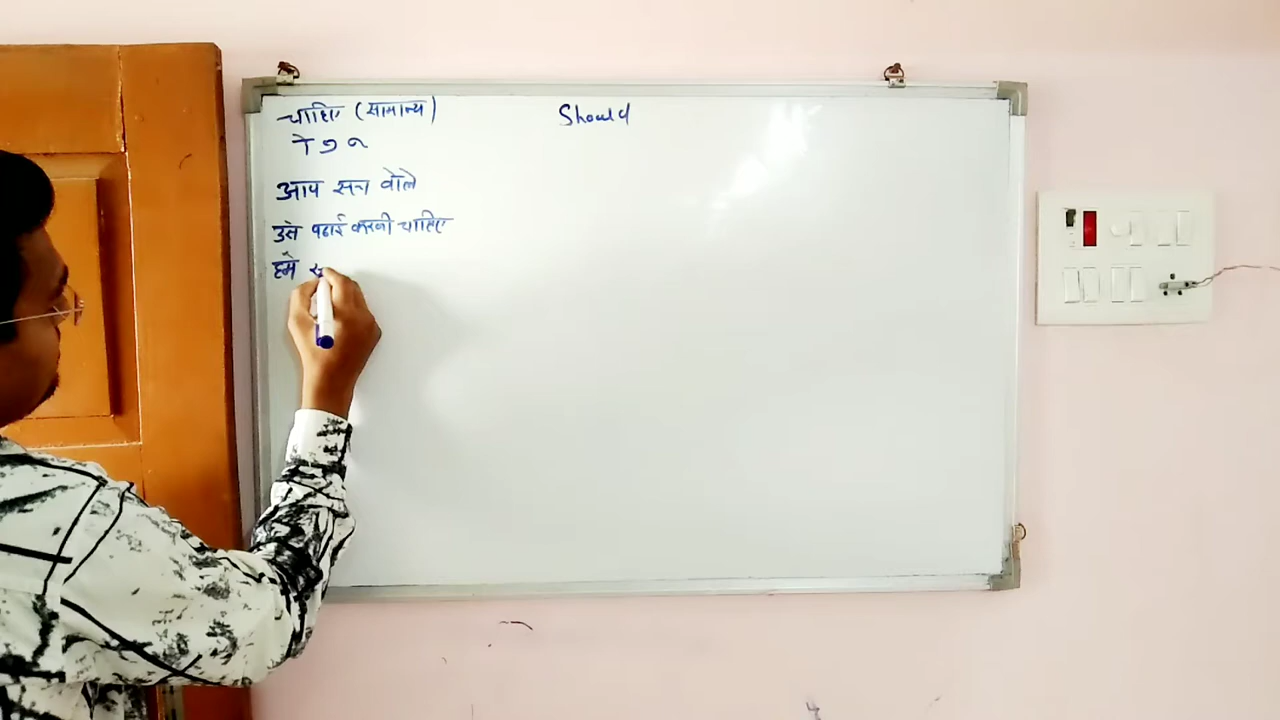 चाहिए (सामान्य) Should
आप सच बोले
उसे पढाई करनी चाहिए
हमे